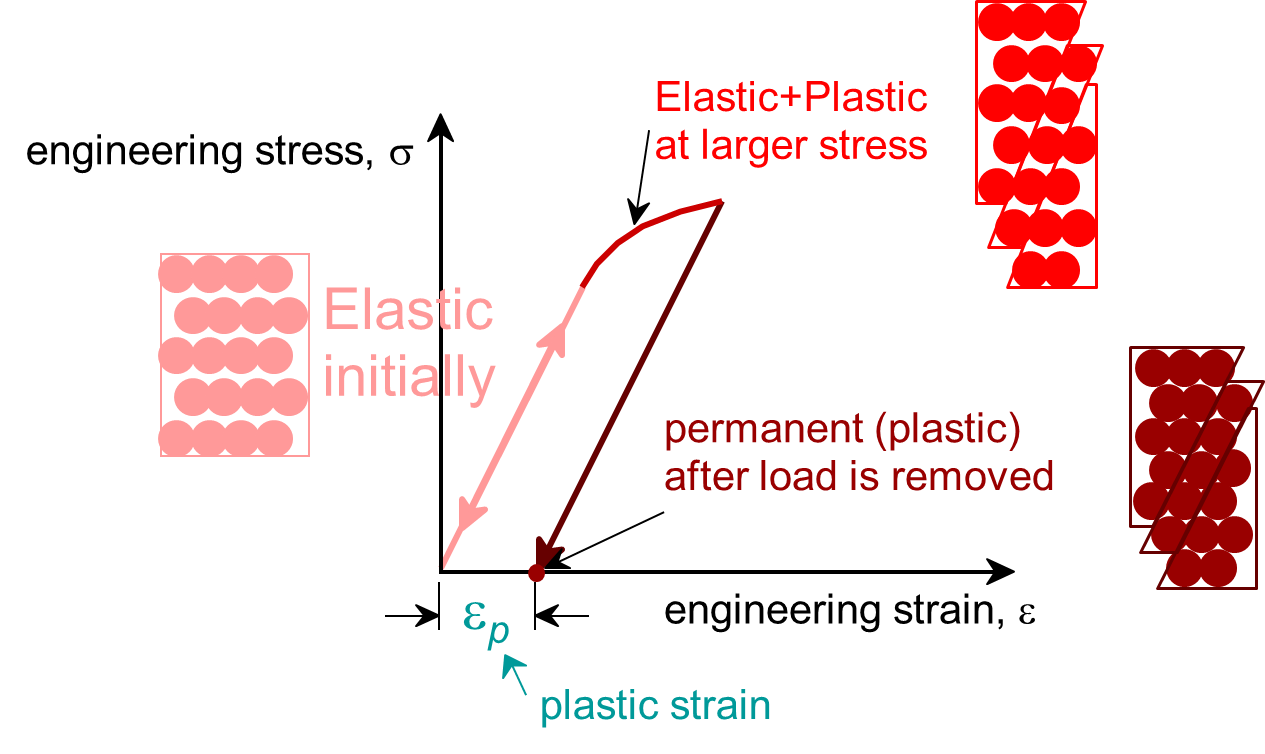 Elastic+Plastic
at larger stress
engineering stress, σ
Elastic
initially
permanent (plastic)
after load is removed
engineering strain, ε
εp
plastic strain